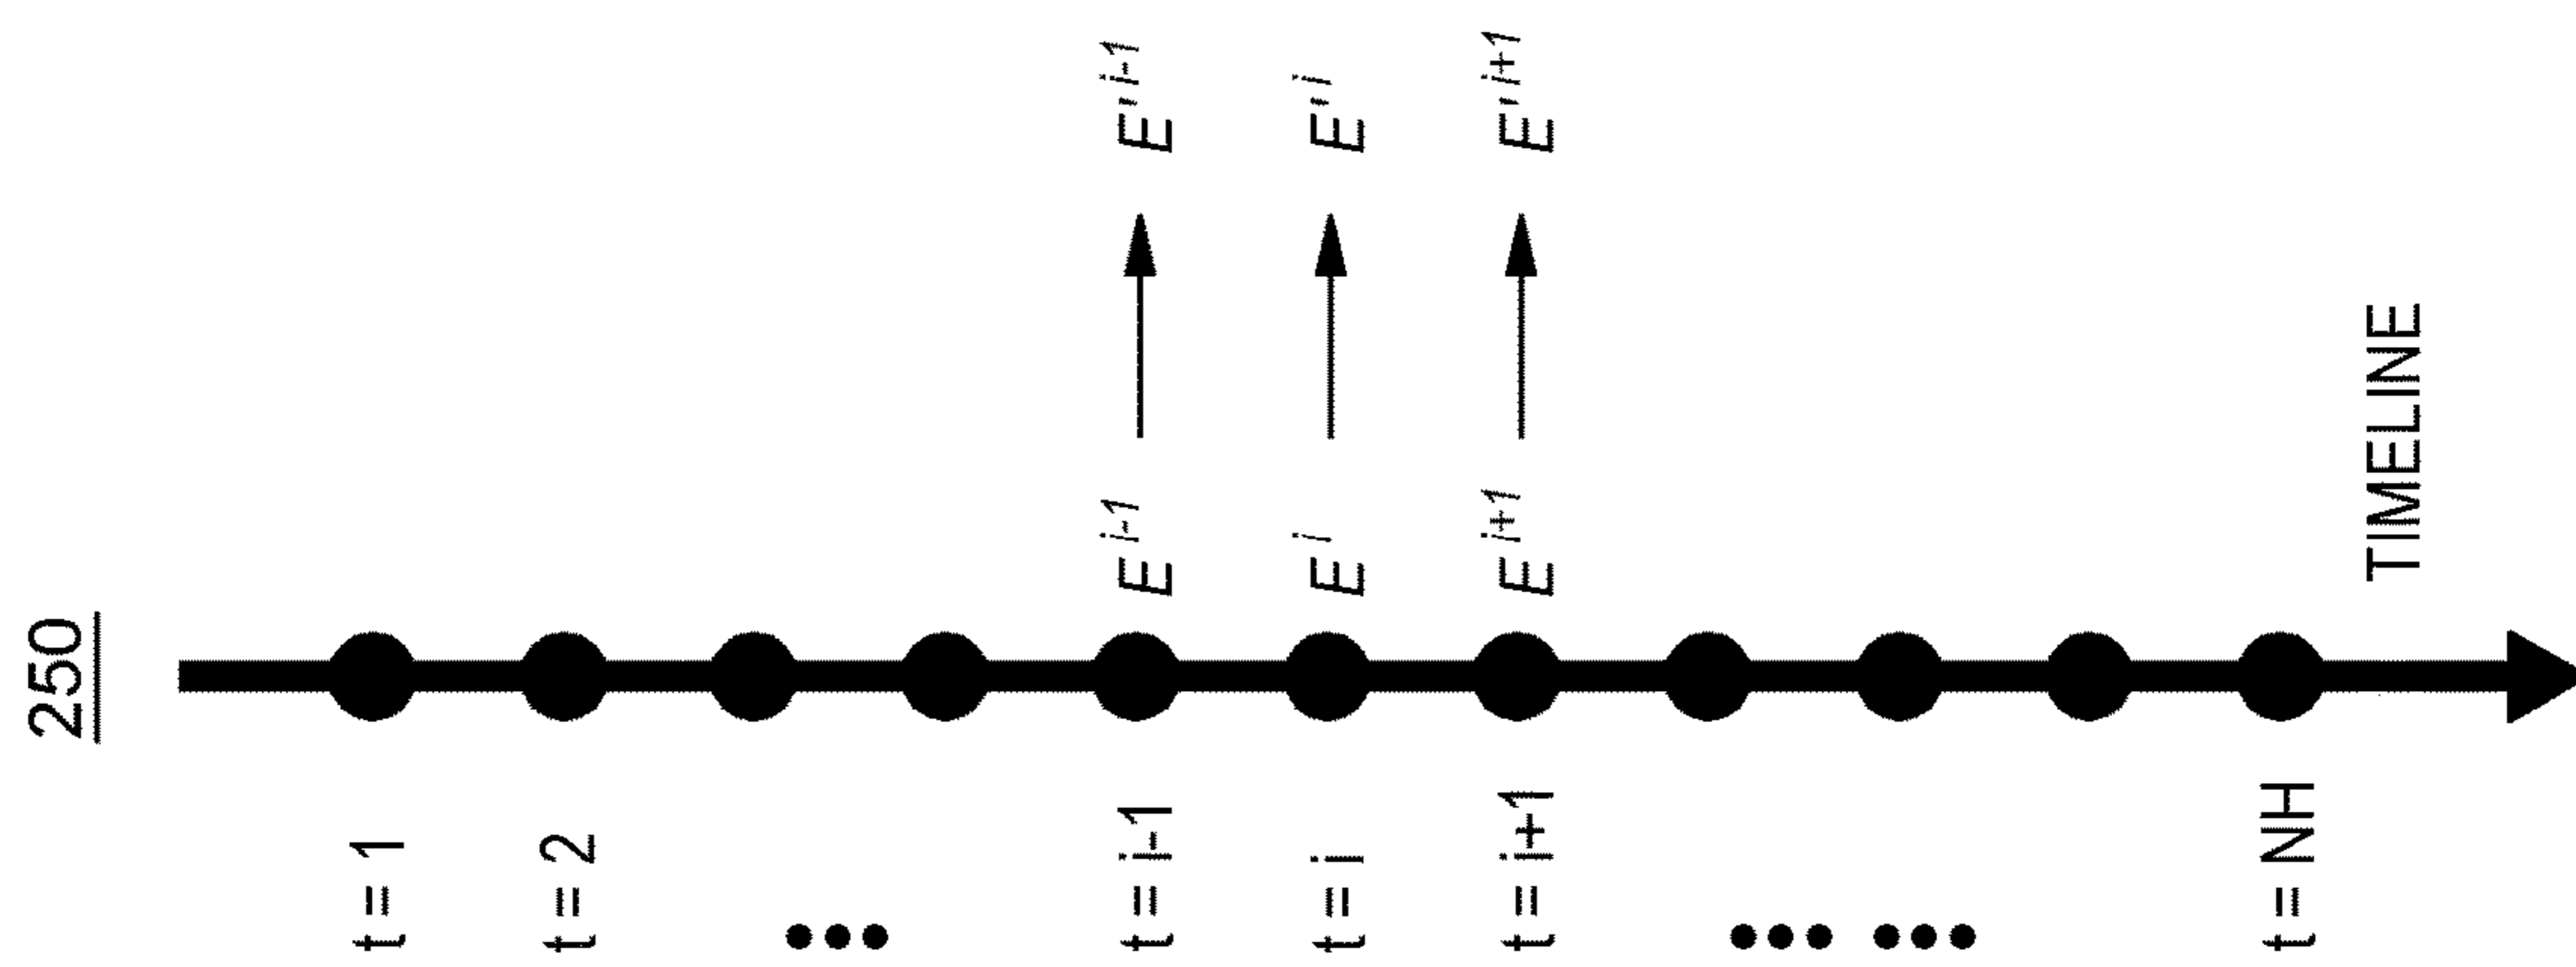 250
t = 1
t = 2
•••
t = i-1 E^{i-1} E'^{i-1}
t = i E^{i} E'^{i}
t = i+1 E^{i+1} E'^{i+1}
••• •••
t = NH
TIMELINE